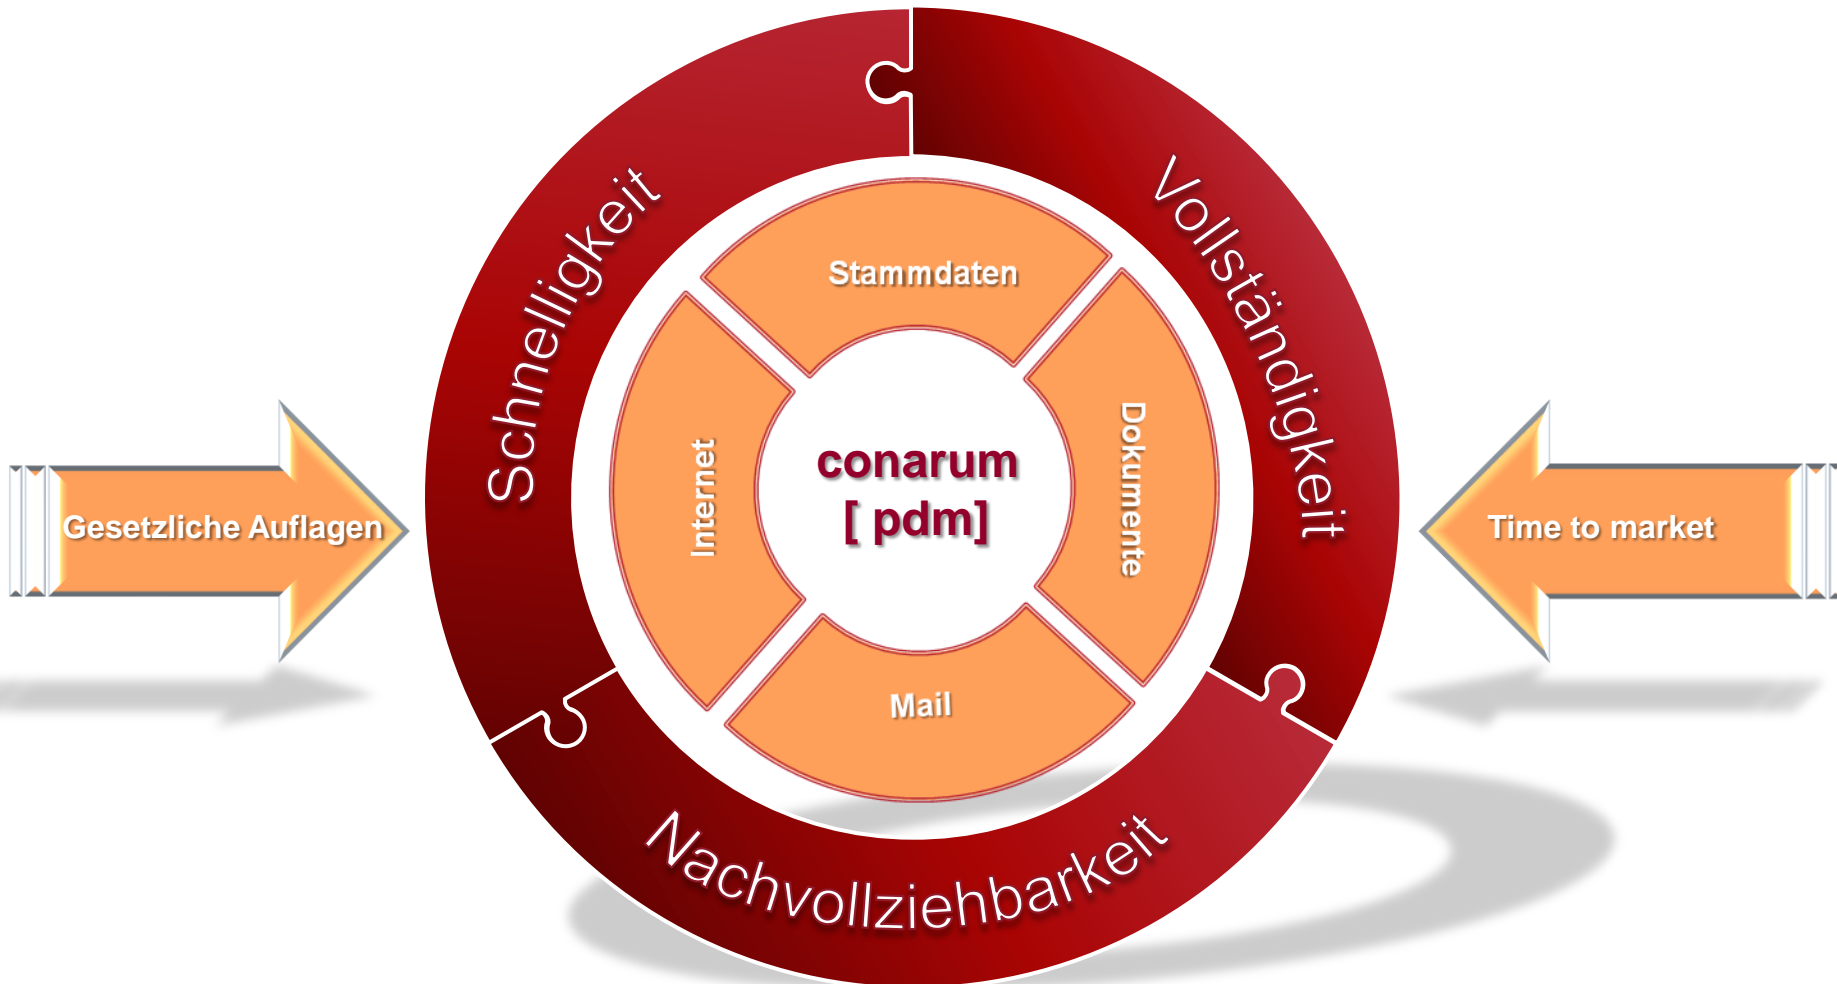 Schnelligkeit
Vollständigkeit
Stammdaten
Internet
conarum
[ pdm]
Dokumente
Gesetzliche Auflagen
Time to market
Mail
Nachvollziehbarkeit